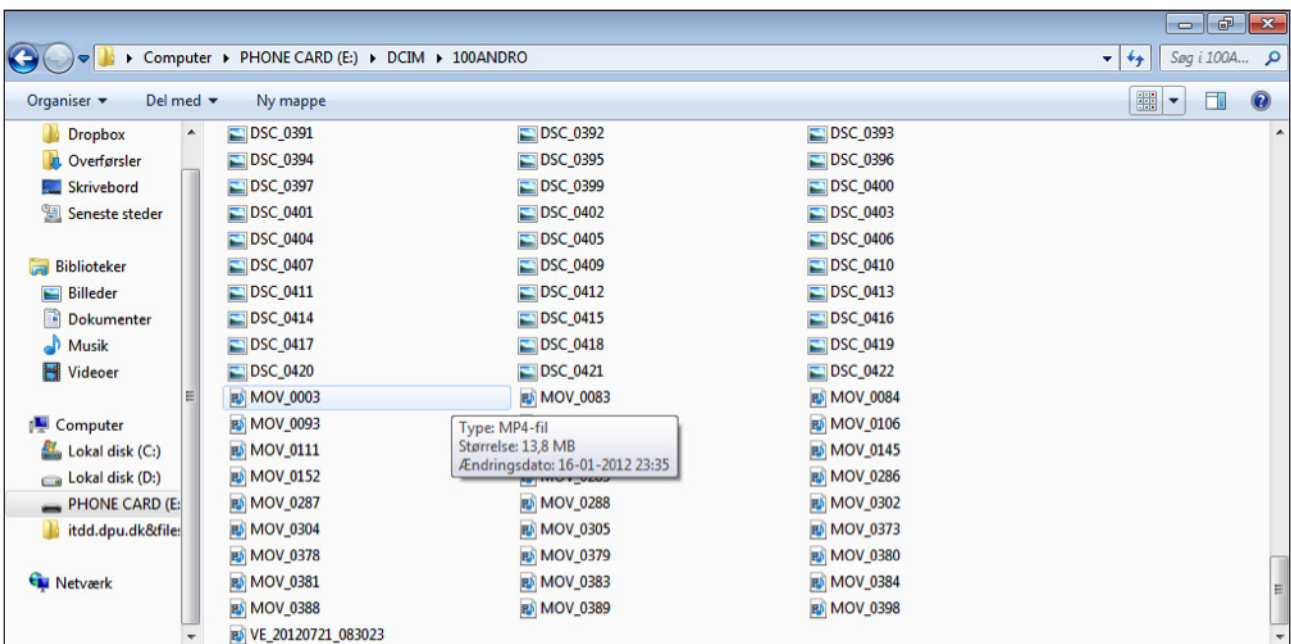 Computer ▸ PHONE CARD (E:) ▸ DCIM ▸ 100ANDRO
Søg i 100A...
Organiser Del med Ny mappe
Dropbox
Overførsler
Skrivebord
Seneste steder
Biblioteker
Billeder
Dokumenter
Musik
Videoer
Computer
Lokal disk (C:)
Lokal disk (D:)
PHONE CARD (E:
itdd.dpu.dk&file:
Netværk
DSC_0391 DSC_0392 DSC_0393
DSC_0394 DSC_0395 DSC_0396
DSC_0397 DSC_0399 DSC_0400
DSC_0401 DSC_0402 DSC_0403
DSC_0404 DSC_0405 DSC_0406
DSC_0407 DSC_0409 DSC_0410
DSC_0411 DSC_0412 DSC_0413
DSC_0414 DSC_0415 DSC_0416
DSC_0417 DSC_0418 DSC_0419
DSC_0420 DSC_0421 DSC_0422
MOV_0003 MOV_0083 MOV_0084
MOV_0093 MOV_0106
MOV_0111 MOV_0145
MOV_0152 MOV_0286
MOV_0287 MOV_0288 MOV_0302
MOV_0304 MOV_0305 MOV_0373
MOV_0378 MOV_0379 MOV_0380
MOV_0381 MOV_0383 MOV_0384
MOV_0388 MOV_0389 MOV_0398
VE_20120721_083023
Type: MP4-fil
Størrelse: 13,8 MB
Ændringsdato: 16-01-2012 23:35